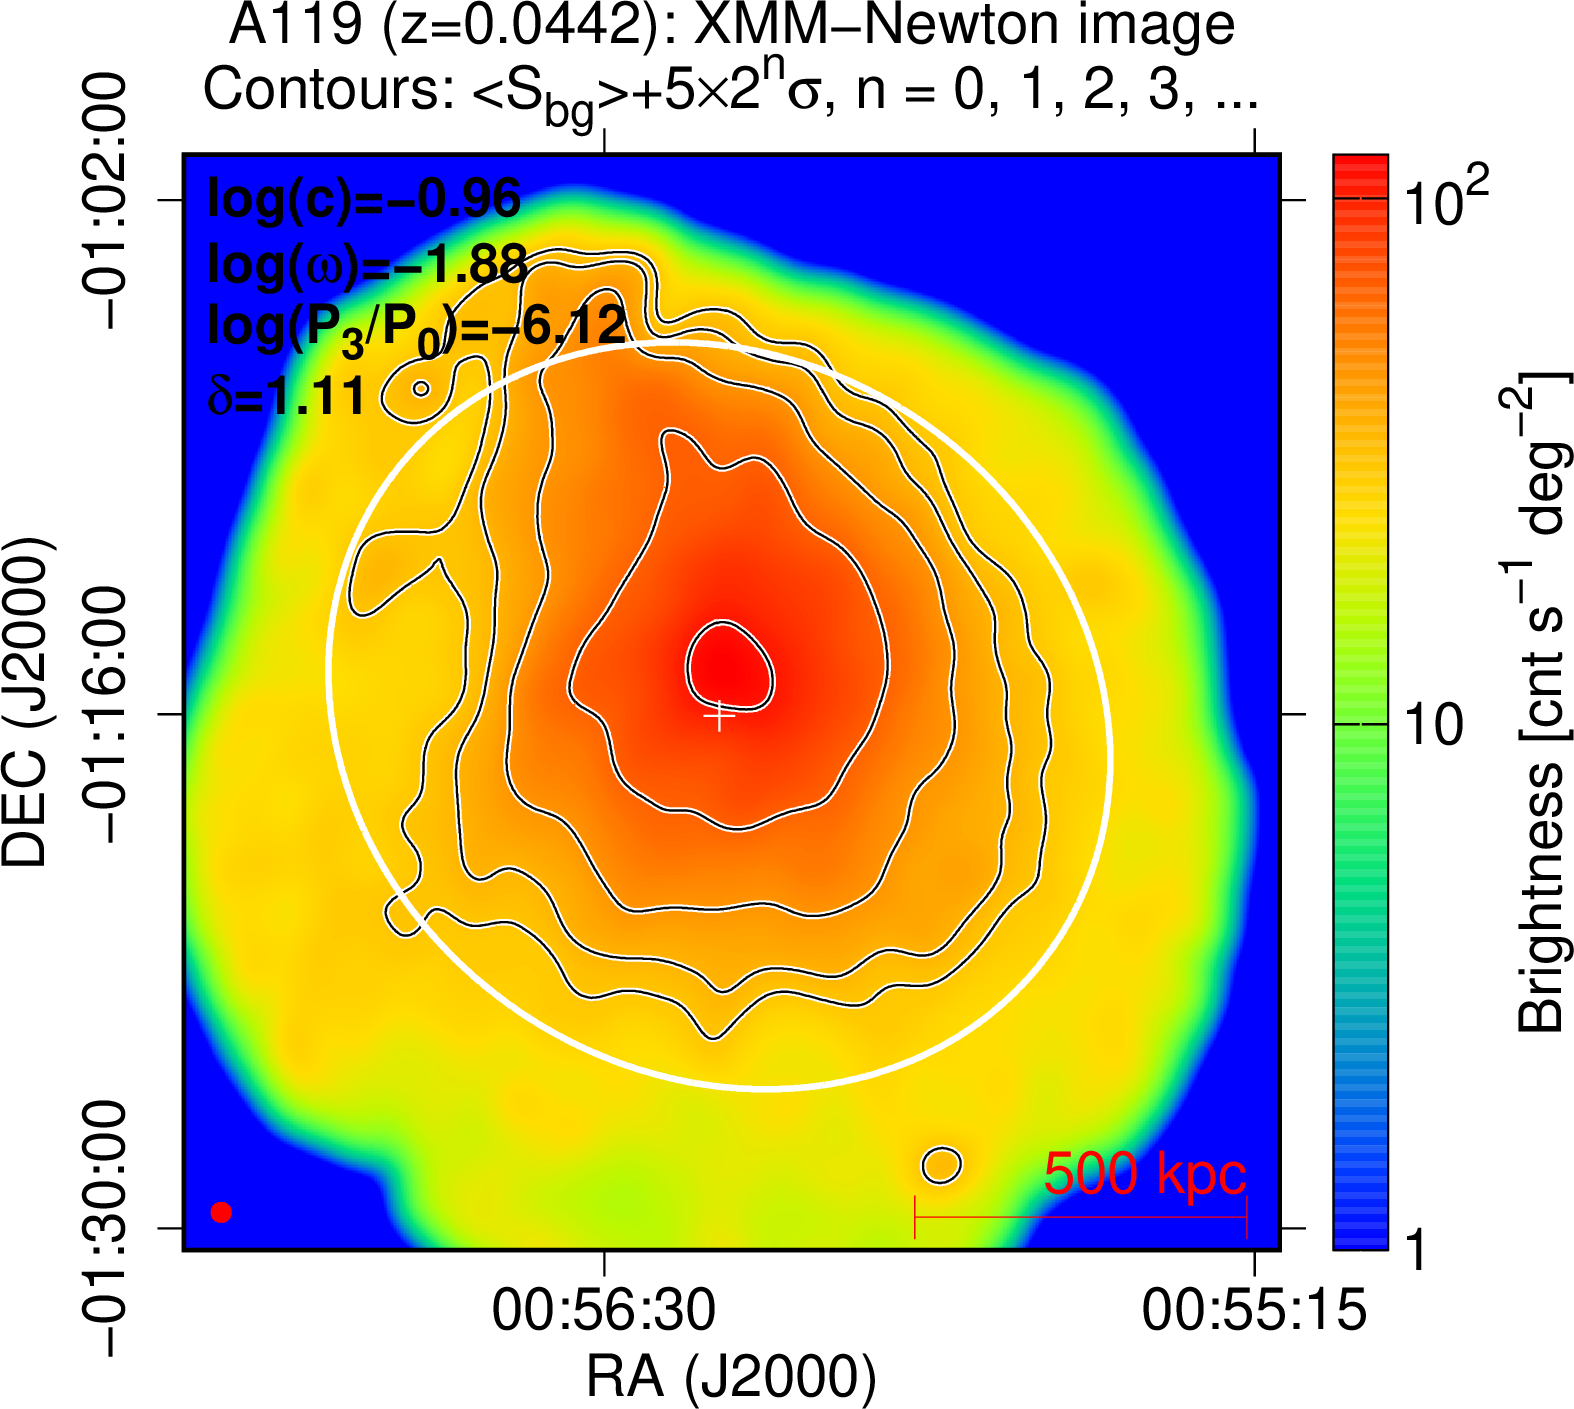 A119 (z=0.0442): XMM−Newton image
Contours: <S_bg>+5×2^nσ, n = 0, 1, 2, 3, ...
log(c)=−0.96
log(ω)=−1.88
log(P_3/P_0)=−6.12
δ=1.11
−01:02:00
−01:16:00
−01:30:00
DEC (J2000)
500 kpc
00:56:30
00:55:15
RA (J2000)
10^2
10
1
Brightness [cnt s^−1 deg^−2]